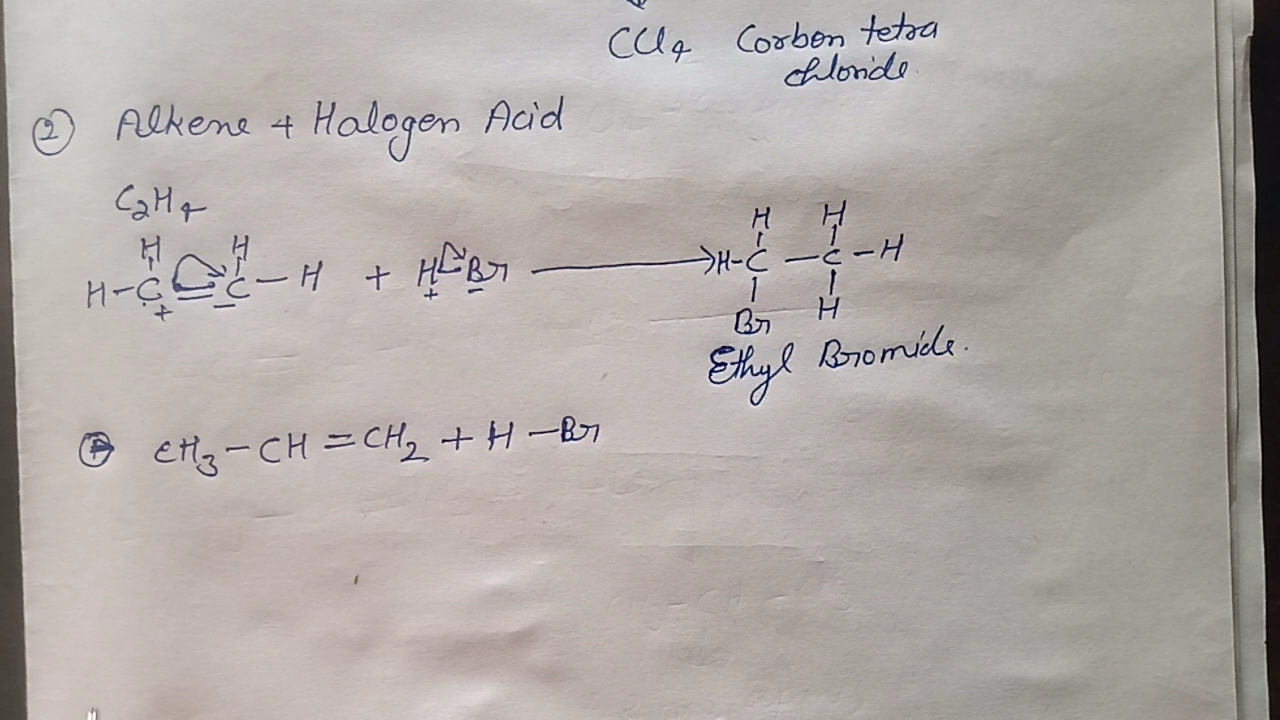 CCl4 Corbon tetra
chloride.
② Alkene + Halogen Acid
C2H4
H H
H-C=C-H + H Br → H-C-C-H
+ - + -
H H
Br H
Ethyl Bromide.
CH3-CH=CH2 + H-Br